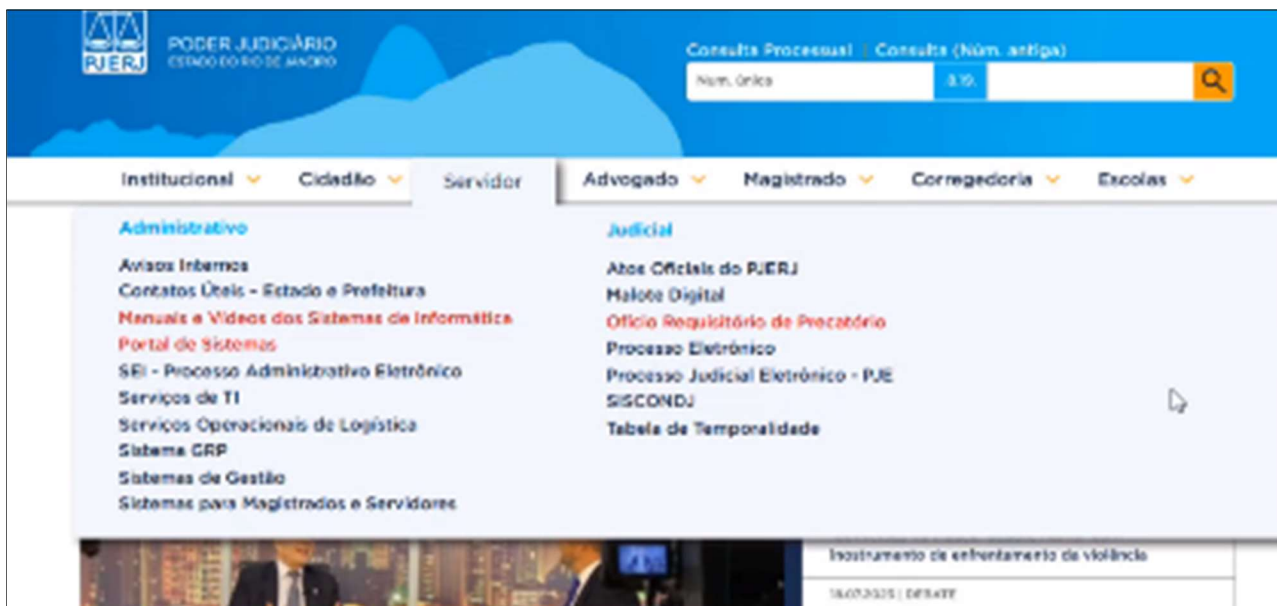 PJERJ
PODER JUDICIÁRIO
ESTADO DO RIO DE JANEIRO
Consulta Processual | Consulta (Núm. antiga)
Num. único
8.19.
Institucional
Cidadão
Servidor
Advogado
Magistrado
Corregedoria
Escolas
Administrativo
Avisos Internos
Contatos Úteis - Estado e Prefeitura
Manuais e Vídeos dos Sistemas de Informática
Portal de Sistemas
SEI - Processo Administrativo Eletrônico
Serviços de TI
Serviços Operacionais de Logística
Sistema GRP
Sistemas de Gestão
Sistemas para Magistrados e Servidores
Judicial
Atos Oficiais do PJERJ
Malote Digital
Ofício Requisitório de Precatório
Processo Eletrônico
Processo Judicial Eletrônico - PJE
SISCONDJ
Tabela de Temporalidade
instrumento de enfrentamento da violência
18.07.2025 | DEBATE